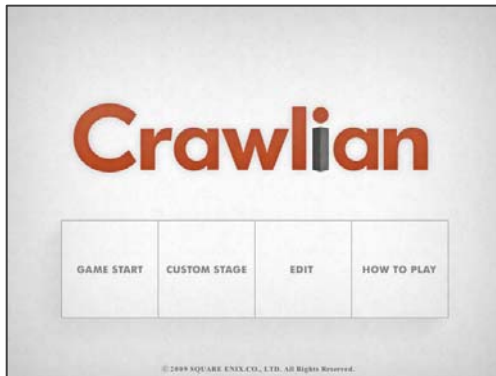 Crawlian
GAME START CUSTOM STAGE EDIT HOW TO PLAY
©2009 SQUARE ENIX.CO., LTD. All Rights Reserved.